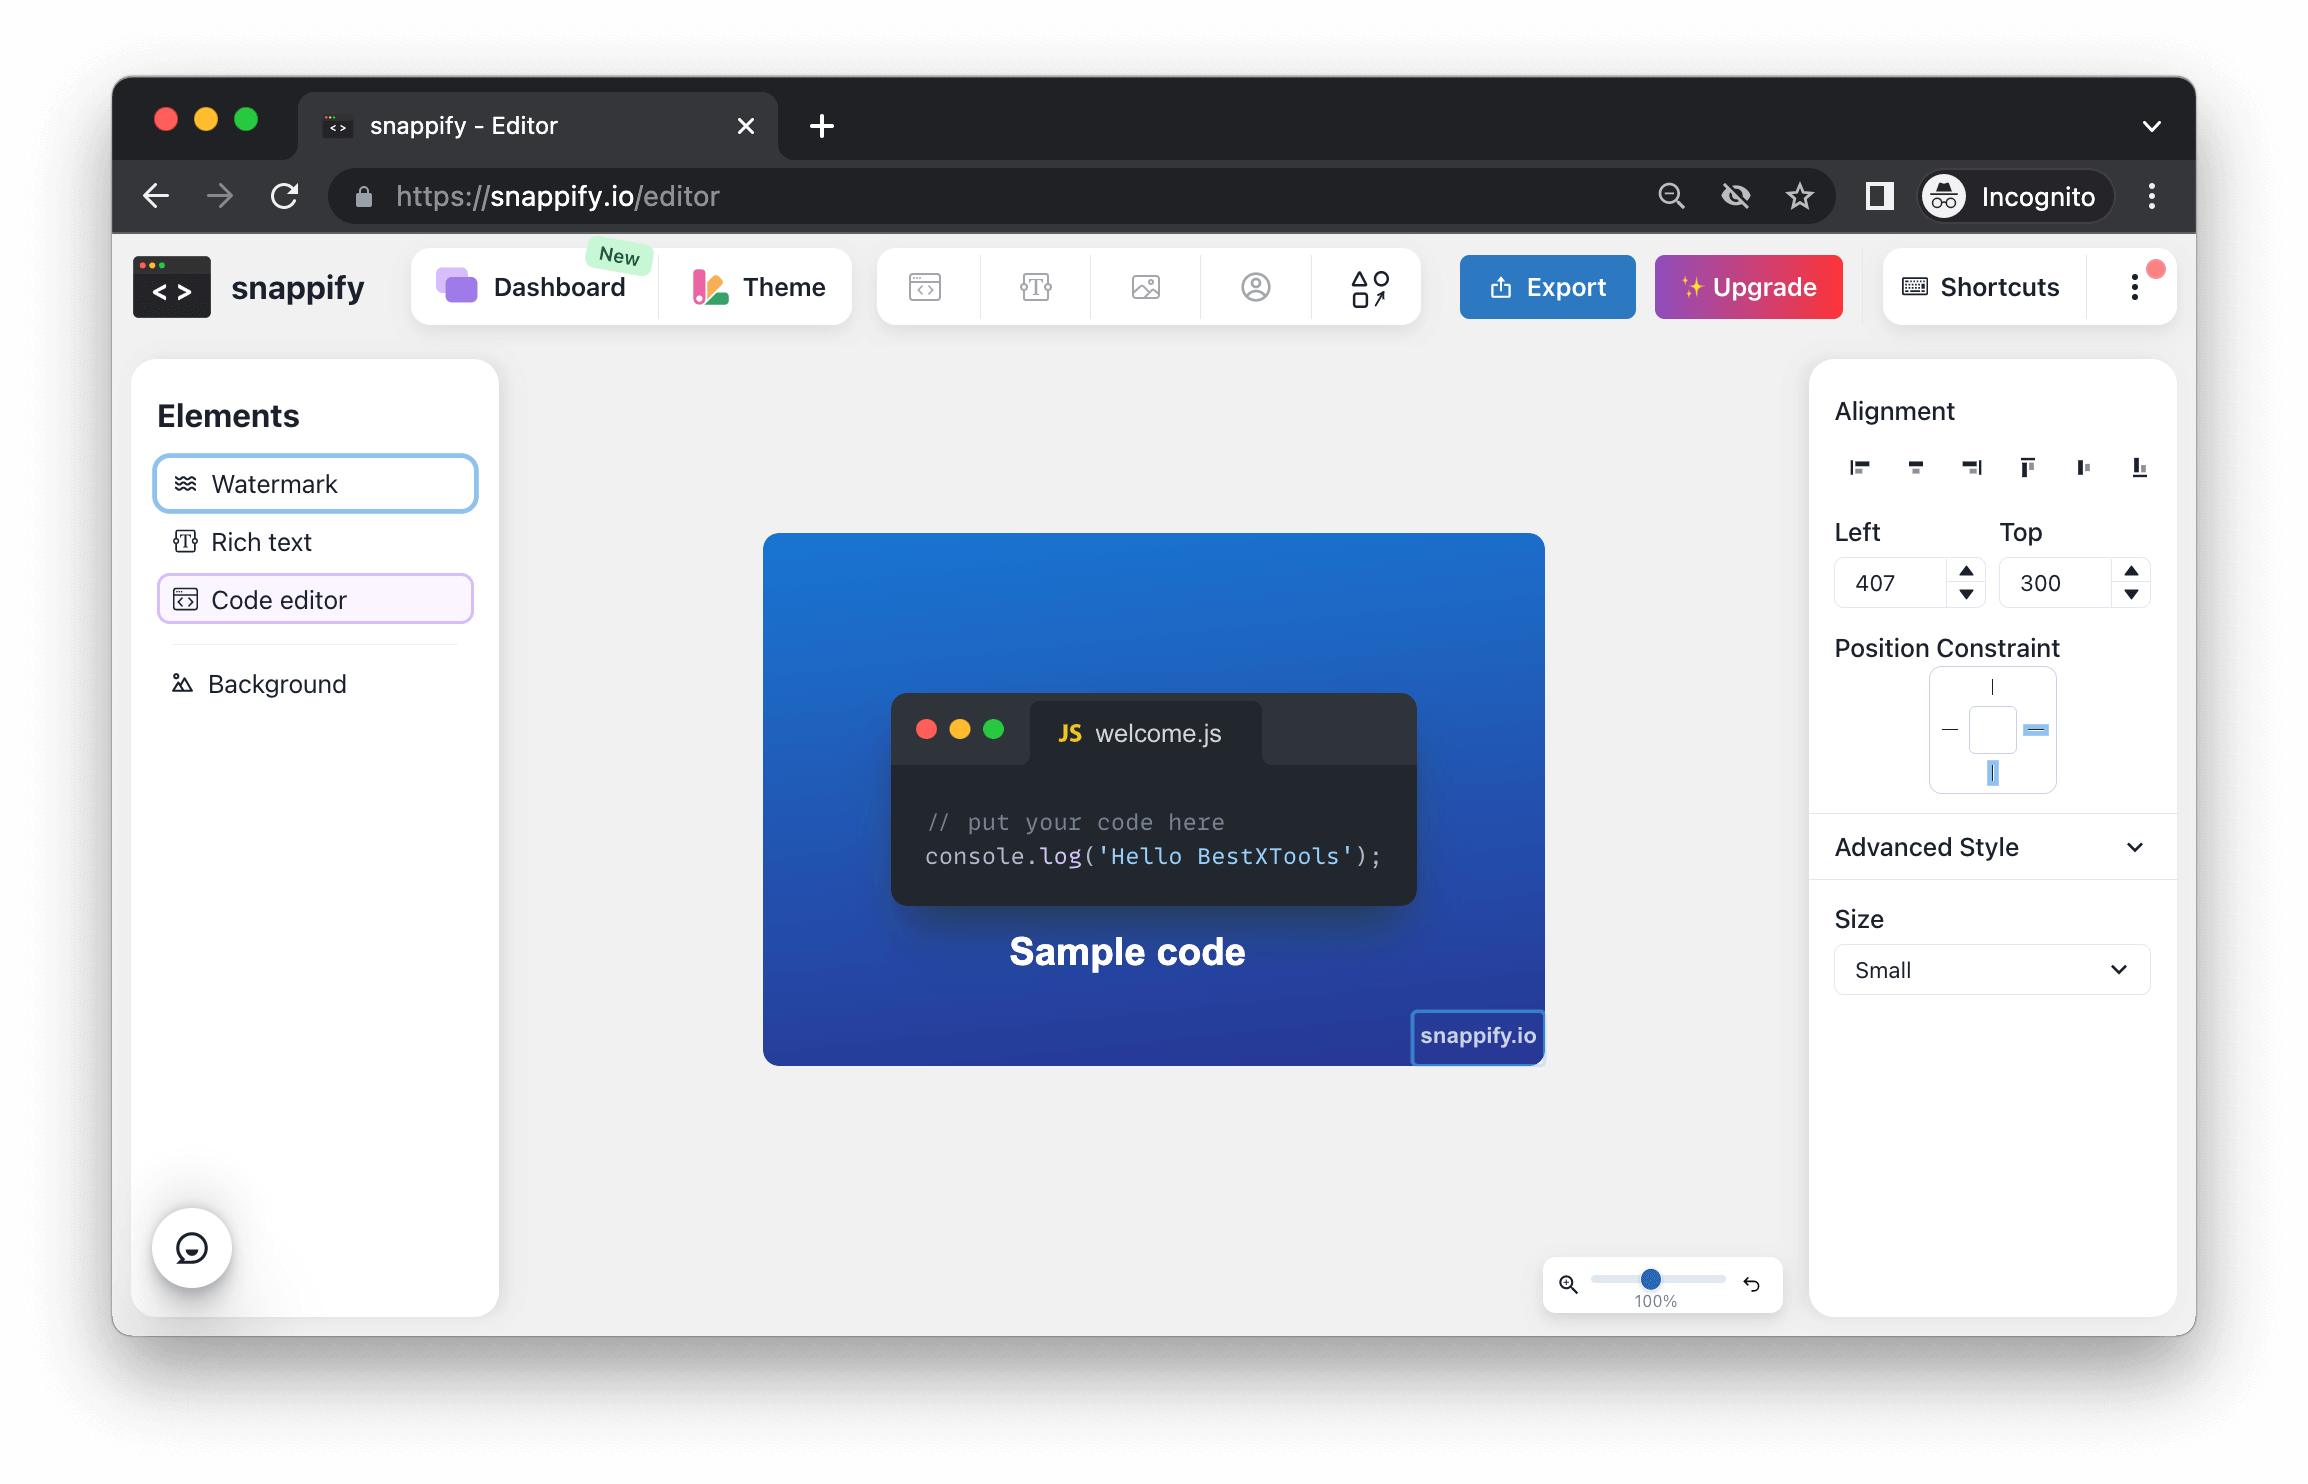 snappify - Editor
https://snappify.io/editor
Incognito
snappify
Dashboard
New
Theme
Export
✨ Upgrade
Shortcuts
Elements
Watermark
Rich text
Code editor
Background
JS welcome.js
// put your code here
console.log('Hello BestXTools');
Sample code
snappify.io
100%
Alignment
Left
Top
407
300
Position Constraint
Advanced Style
Size
Small